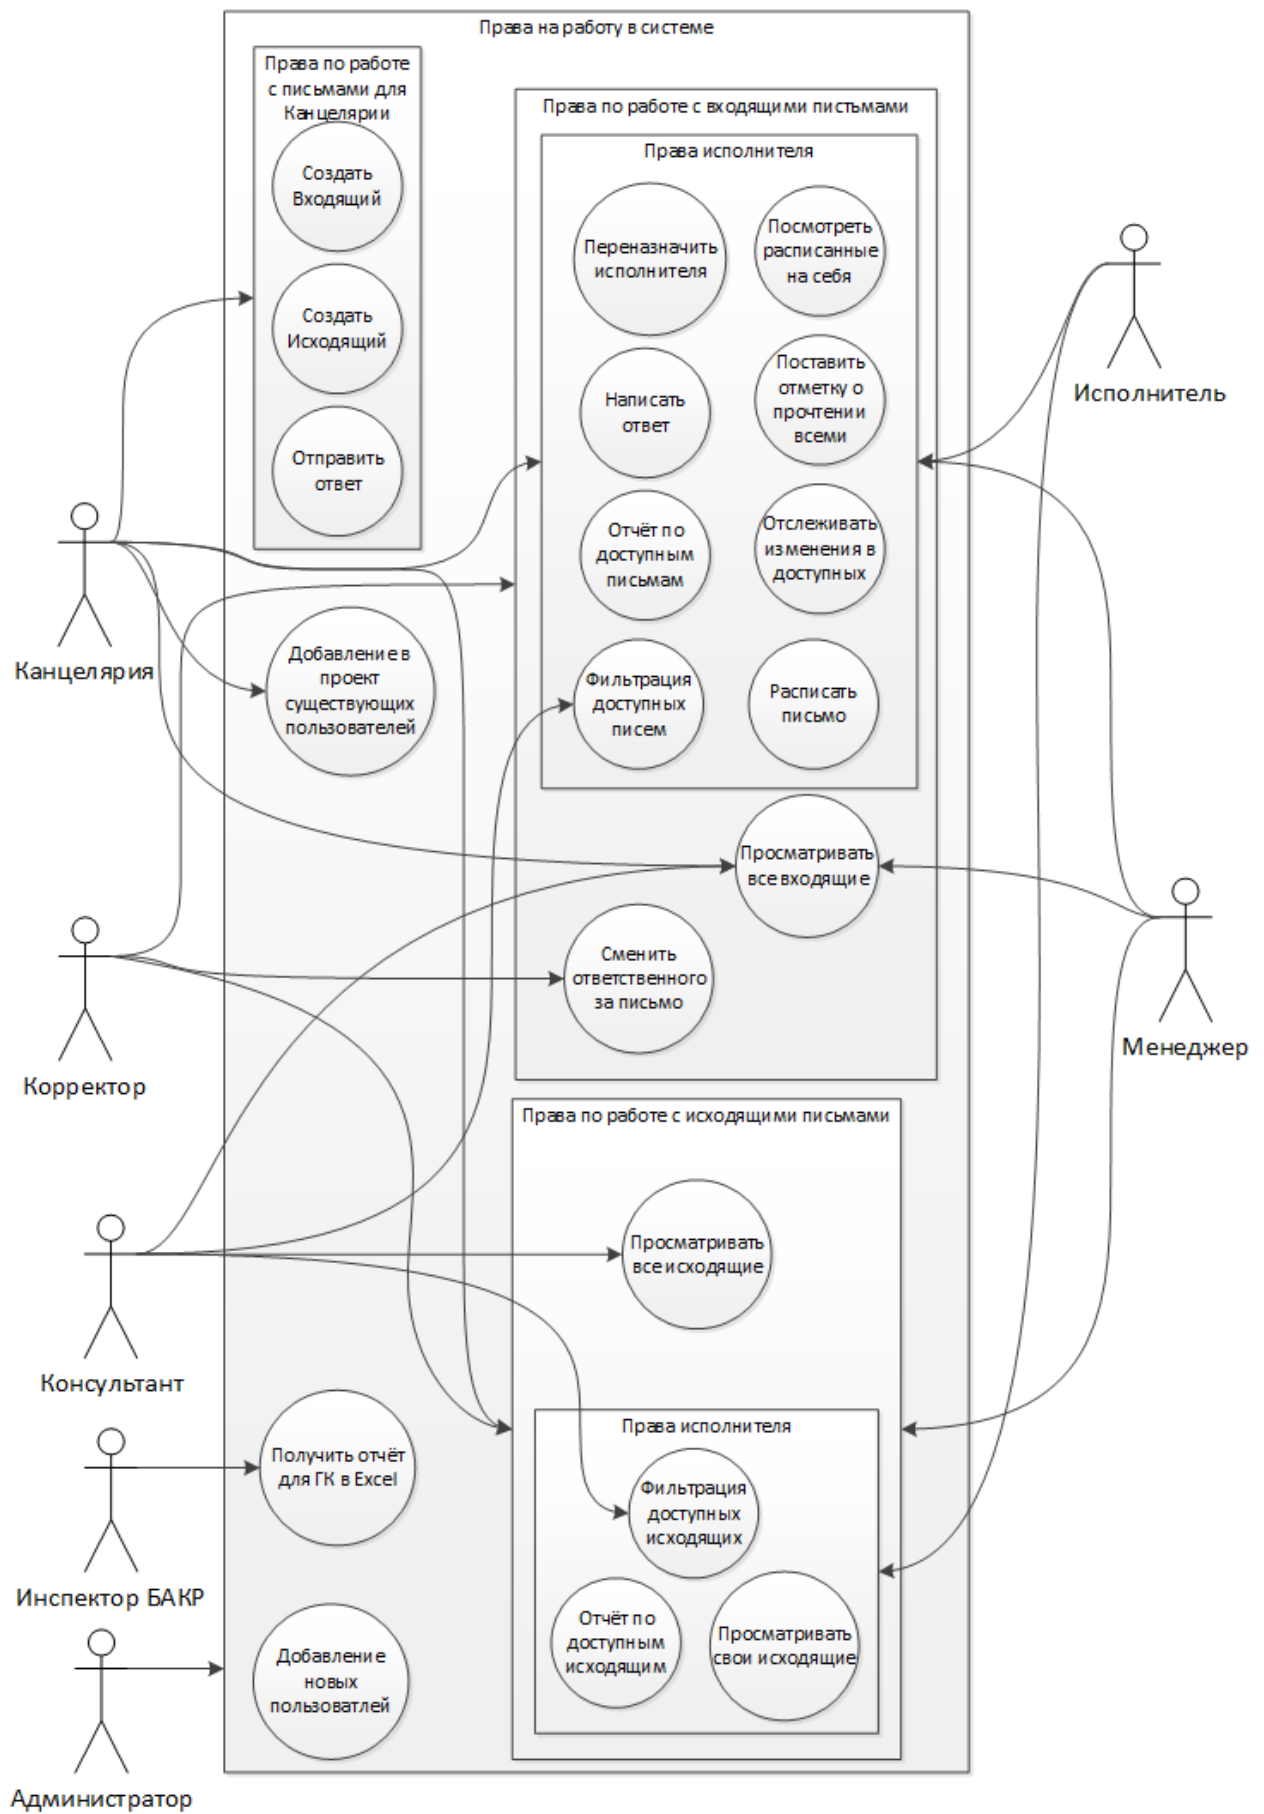 Права на работу в системе
Права по работе
с письмами для
Канцелярии
Создать
Входящий
Создать
Исходящий
Отправить
ответ
Права по работе с входящими пистьмами
Права исполнителя
Переназначить
исполнителя
Посмотреть
расписанные
на себя
Написать
ответ
Поставить
отметку о
прочтении
всеми
Отчёт по
доступным
письмам
Отслеживать
изменения в
доступных
Фильтрация
доступных
писем
Расписать
письмо
Просматривать
все входящие
Сменить
ответственного
за письмо
Добавление в
проект
существующих
пользователей
Права по работе с исходящими письмами
Просматривать
все исходящие
Права исполнителя
Фильтрация
доступных
исходящих
Отчёт по
доступным
исходящим
Просматривать
свои исходящие
Получить отчёт
для ГК в Excel
Добавление
новых
пользоватлей
Канцелярия
Корректор
Консультант
Инспектор БАКР
Администратор
Исполнитель
Менеджер